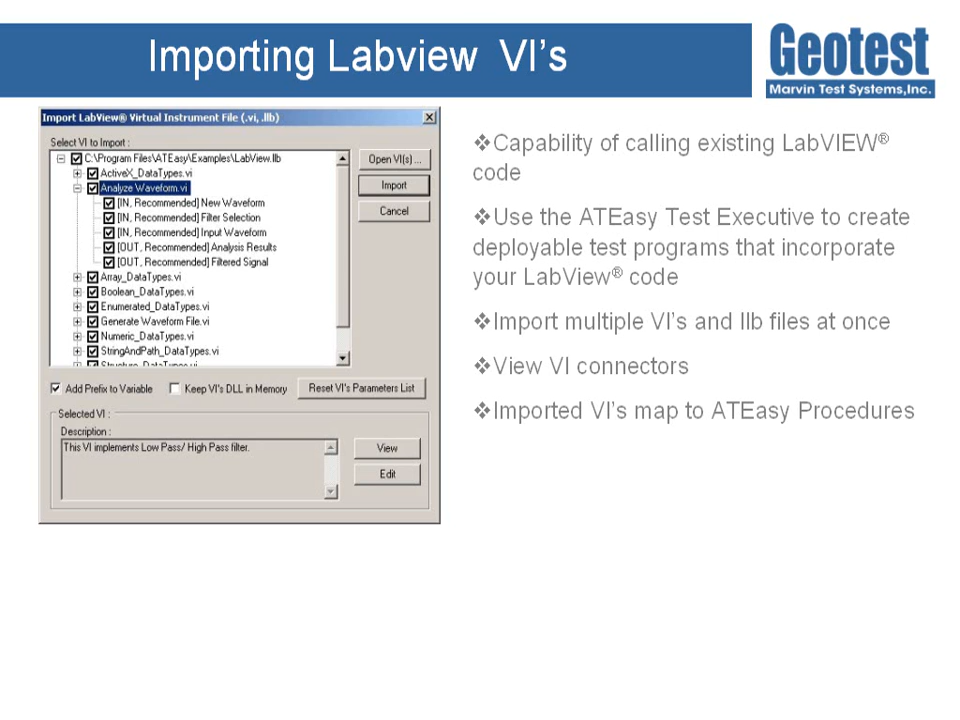 Importing Labview VI's
Geotest
Marvin Test Systems,Inc.
Import LabView® Virtual Instrument File (.vi, .llb)
Select VI to Import :
C:\Program Files\ATEasy\Examples\LabView.llb
ActiveX_DataTypes.vi
Analyze Waveform.vi
[IN, Recommended] New Waveform
[IN, Recommended] Filter Selection
[IN, Recommended] Input Waveform
[OUT, Recommended] Analysis Results
[OUT, Recommended] Filtered Signal
Array_DataTypes.vi
Boolean_DataTypes.vi
Enumerated_DataTypes.vi
Generate Waveform File.vi
Numeric_DataTypes.vi
StringAndPath_DataTypes.vi
Structure_DataTypes.vi
Open VI(s) ...
Import
Cancel
Add Prefix to Variable
Keep VI's DLL in Memory
Reset VI's Parameters List
Selected VI :
Description :
This VI implements Low Pass/ High Pass filter.
View
Edit
❖Capability of calling existing LabVIEW®
code
❖Use the ATEasy Test Executive to create
deployable test programs that incorporate
your LabView® code
❖Import multiple VI's and llb files at once
❖View VI connectors
❖Imported VI's map to ATEasy Procedures